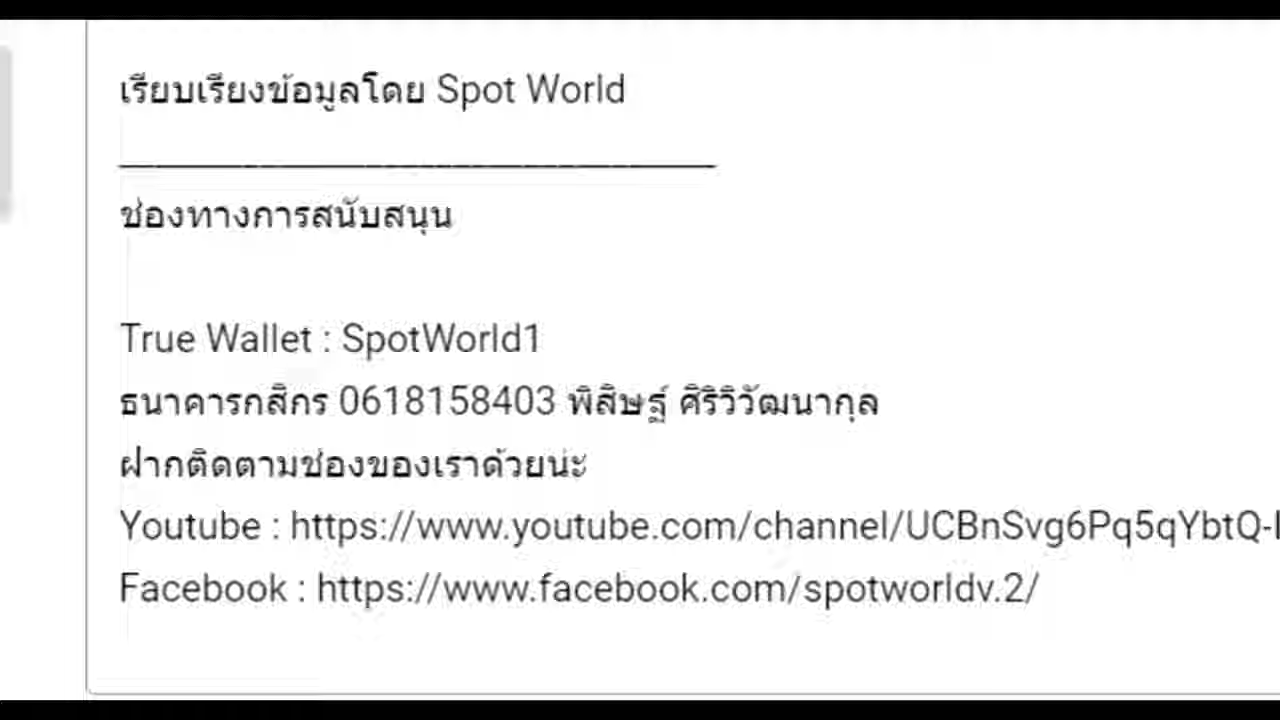 เรียบเรียงข้อมูลโดย Spot World
ช่องทางการสนับสนุน
True Wallet : SpotWorld1
ธนาคารกสิกร 0618158403 พิสิษฐ์ ศิริวิวัฒนากุล
ฝากติดตามช่องของเราด้วยน่ะ
Youtube : https://www.youtube.com/channel/UCBnSvg6Pq5qYbtQ-
Facebook : https://www.facebook.com/spotworldv.2/